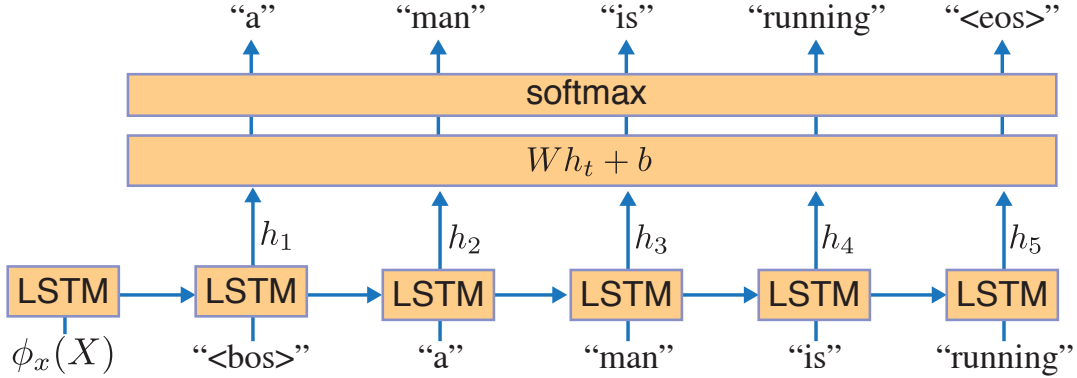 “a” “man” “is” “running” “<eos>”
softmax
$Wh_t + b$
$h_1$ $h_2$ $h_3$ $h_4$ $h_5$
LSTM LSTM LSTM LSTM LSTM LSTM
$\phi_x(X)$ “<bos>” “a” “man” “is” “running”